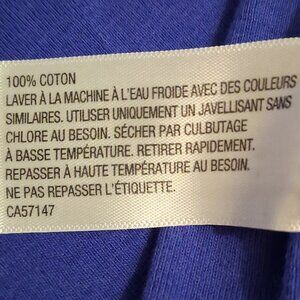 100% COTON
LAVER À LA MACHINE À L'EAU FROIDE AVEC DES COULEURS
SIMILAIRES. UTILISER UNIQUEMENT UN JAVELLISANT SANS
CHLORE AU BESOIN. SÉCHER PAR CULBUTAGE
À BASSE TEMPÉRATURE. RETIRER RAPIDEMENT.
REPASSER À HAUTE TEMPÉRATURE AU BESOIN.
NE PAS REPASSER L'ÉTIQUETTE.
CA57147